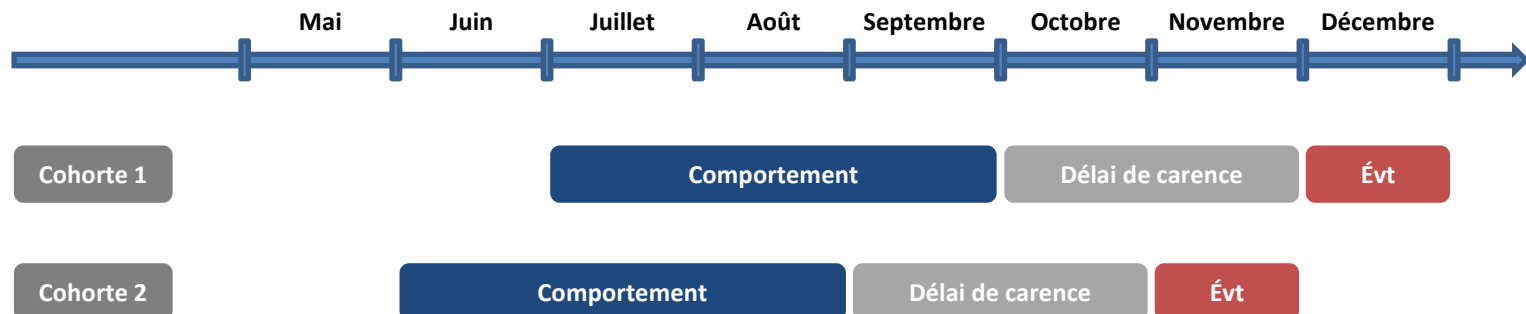 Mai Juin Juillet Août Septembre Octobre Novembre Décembre
Cohorte 1 Comportement Délai de carence Évt
Cohorte 2 Comportement Délai de carence Évt